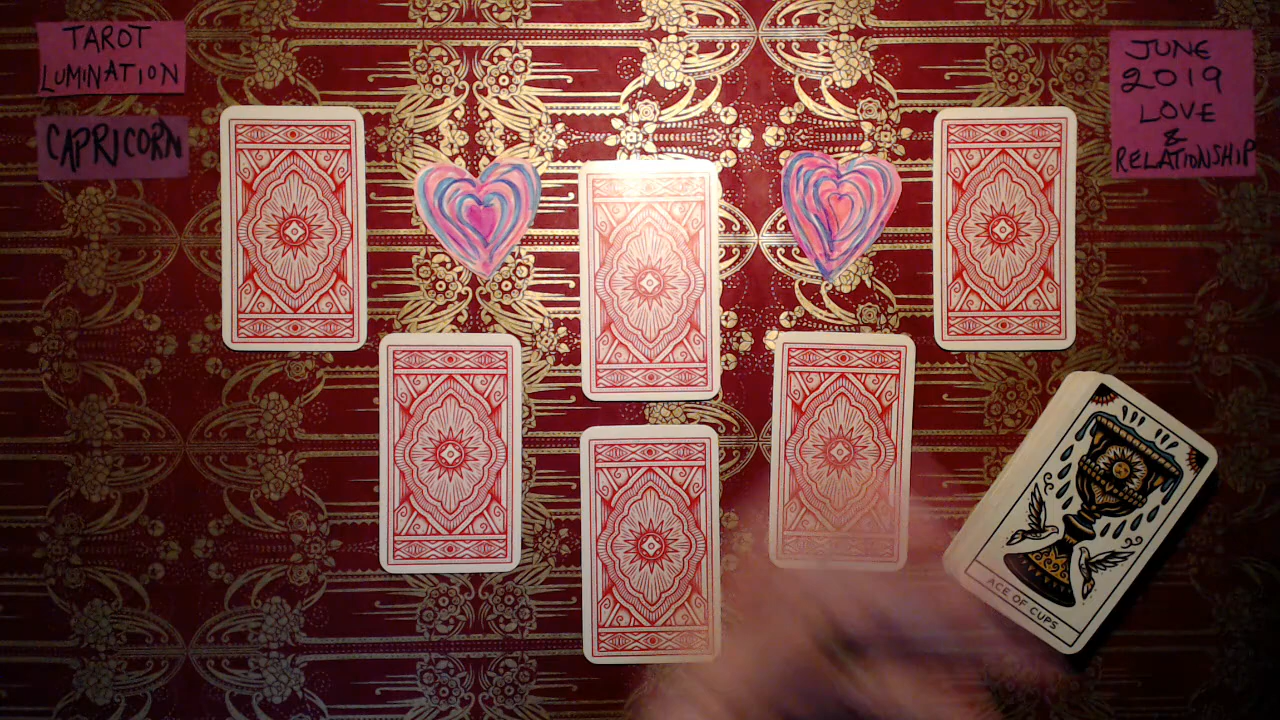 TAROT
LUMINATION
CAPRICORN
JUNE
2019
LOVE
&
RELATIONSHIP
ACE OF CUPS